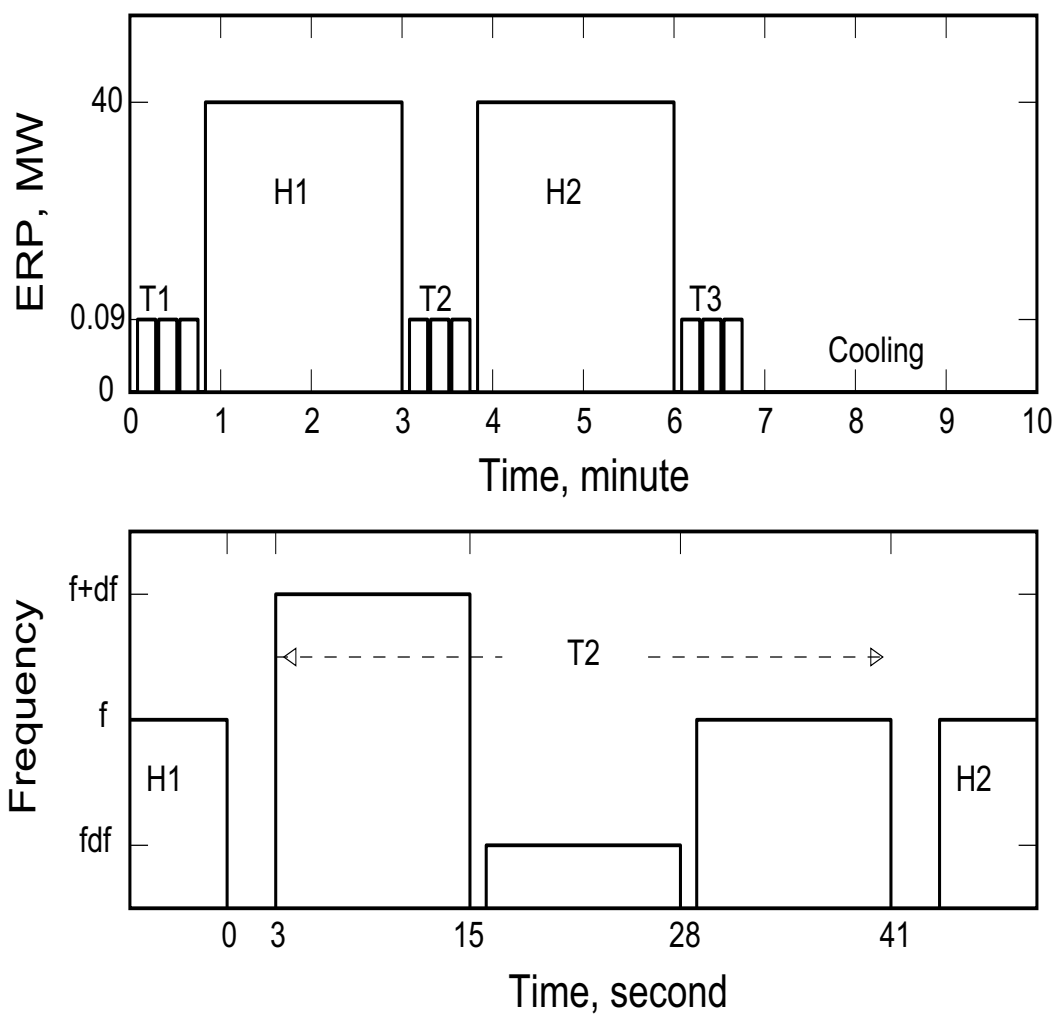 ERP, MW
40
0.09
0
T1
H1
T2
H2
T3
Cooling
0 1 2 3 4 5 6 7 8 9 10
Time, minute
Frequency
f+df
f
fdf
H1
T2
H2
0 3 15 28 41
Time, second